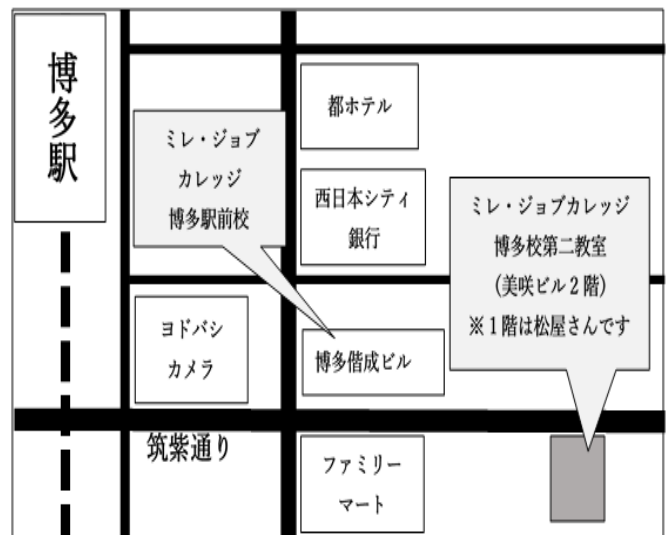 博多駅
都ホテル
ミレ・ジョブ
カレッジ
博多駅前校
西日本シティ
銀行
ミレ・ジョブカレッジ
博多校第二教室
(美咲ビル2階)
※1階は松屋さんです
ヨドバシ
カメラ
博多偕成ビル
筑紫通り
ファミリー
マート